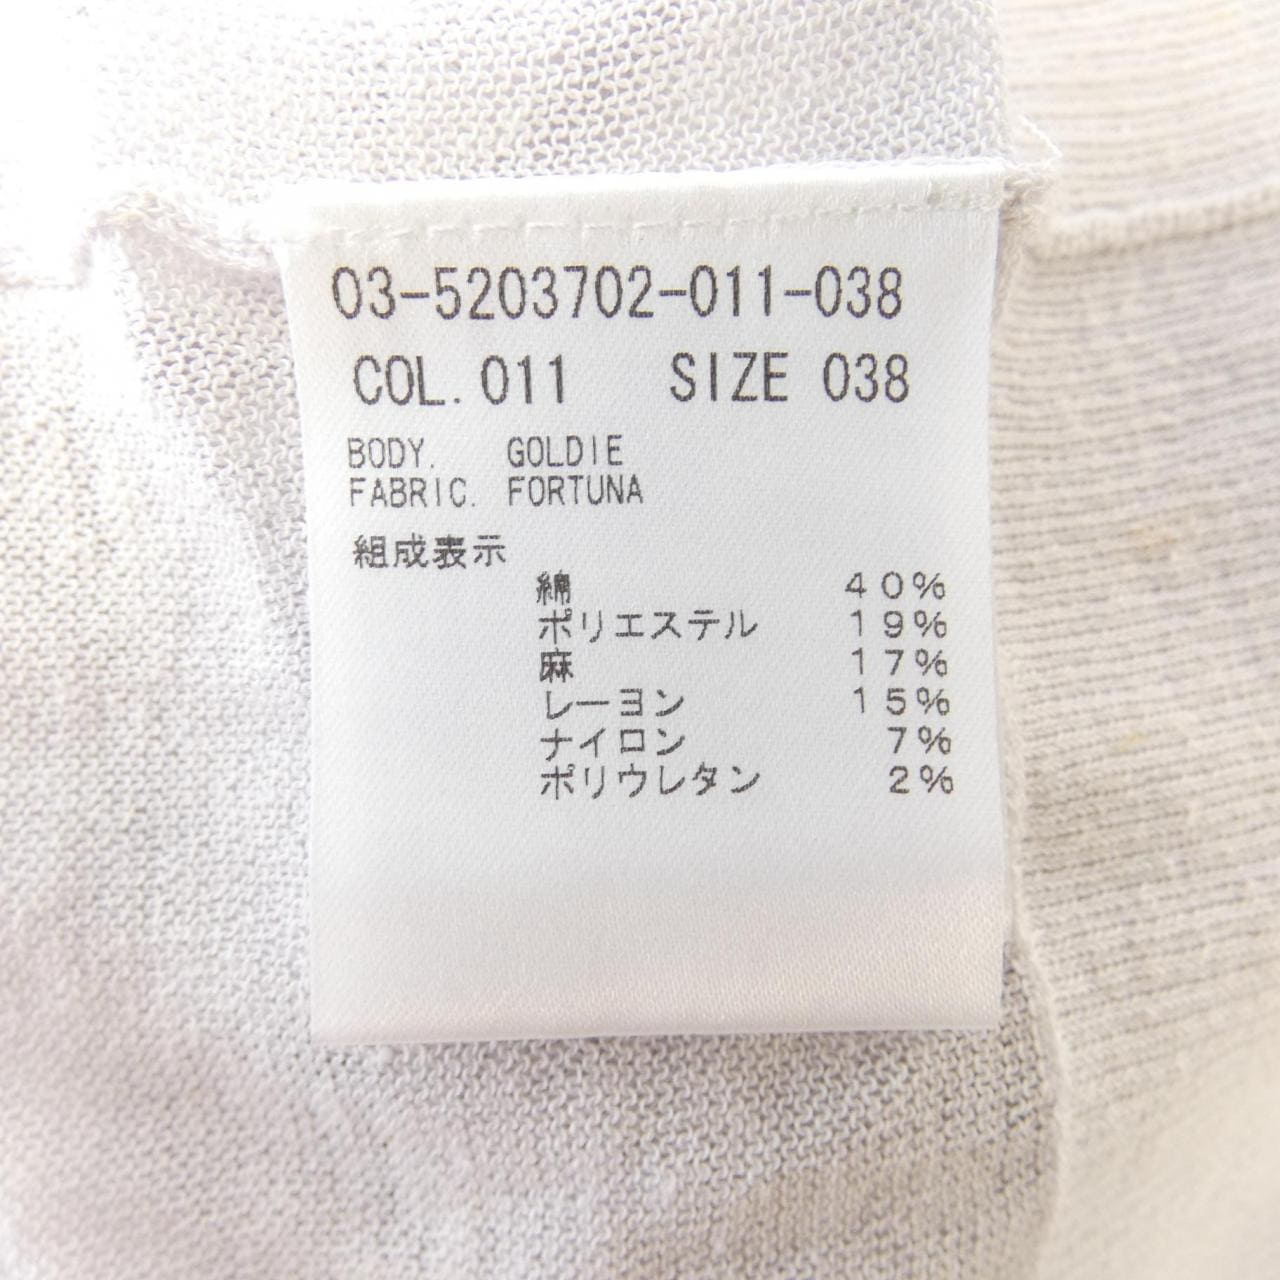 03-5203702-011-038
COL. 011 SIZE 038
BODY. GOLDIE
FABRIC. FORTUNA
組成表示
綿 40%
ポリエステル 19%
麻 17%
レーヨン 15%
ナイロン 7%
ポリウレタン 2%